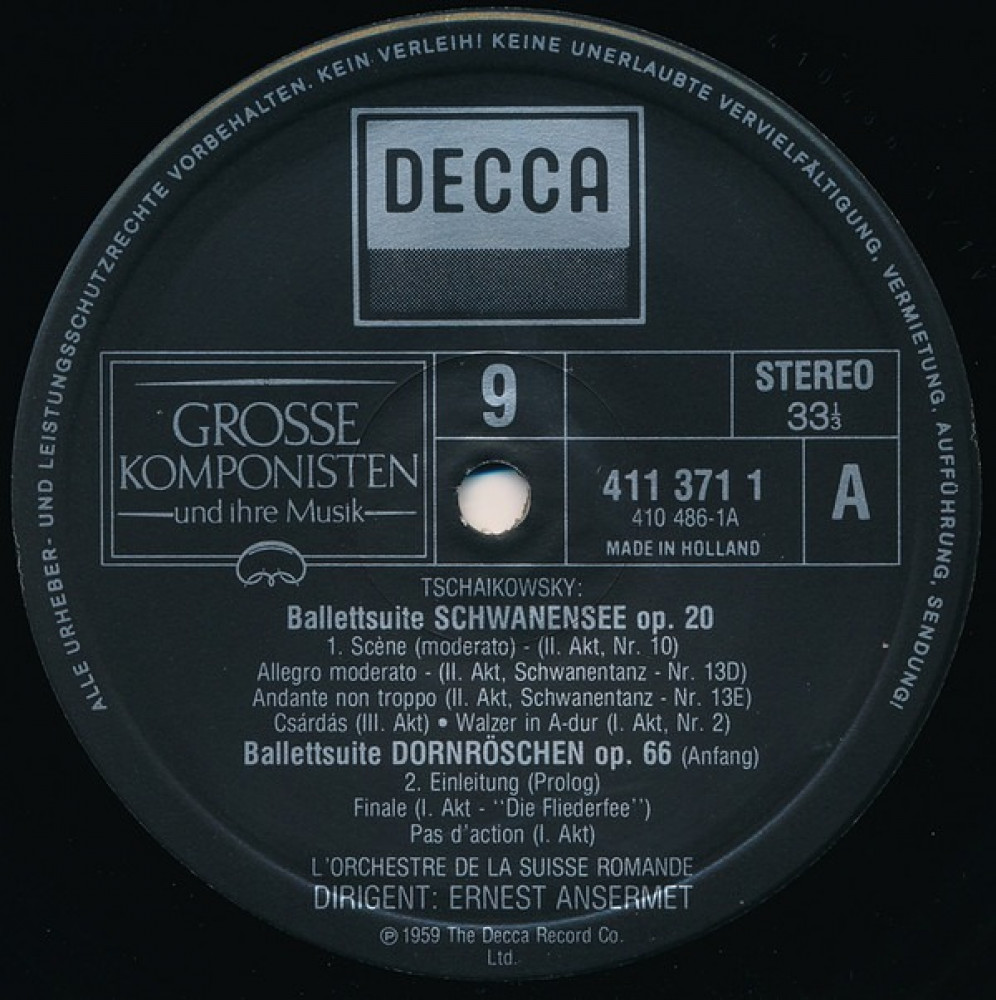 ALLE URHEBER- UND LEISTUNGSSCHUTZRECHTE VORBEHALTEN. KEIN VERLEIH! KEINE UNERLAUBTE VERVIELFÄLTIGUNG, VERMIETUNG, AUFFÜHRUNG, SENDUNG!
DECCA
GROSSE
KOMPONISTEN
und ihre Musik
9
STEREO
33⅓
411 371 1
410 486-1A
MADE IN HOLLAND
A
TSCHAIKOWSKY:
Ballettsuite SCHWANENSEE op. 20
1. Scène (moderato) - (II. Akt, Nr. 10)
Allegro moderato - (II. Akt, Schwanentanz - Nr. 13D)
Andante non troppo (II. Akt, Schwanentanz - Nr. 13E)
Csárdás (III. Akt) • Walzer in A-dur (I. Akt, Nr. 2)
Ballettsuite DORNRÖSCHEN op. 66 (Anfang)
2. Einleitung (Prolog)
Finale (I. Akt - "Die Fliederfee")
Pas d'action (I. Akt)
L'ORCHESTRE DE LA SUISSE ROMANDE
DIRIGENT: ERNEST ANSERMET
℗ 1959 The Decca Record Co.
Ltd.